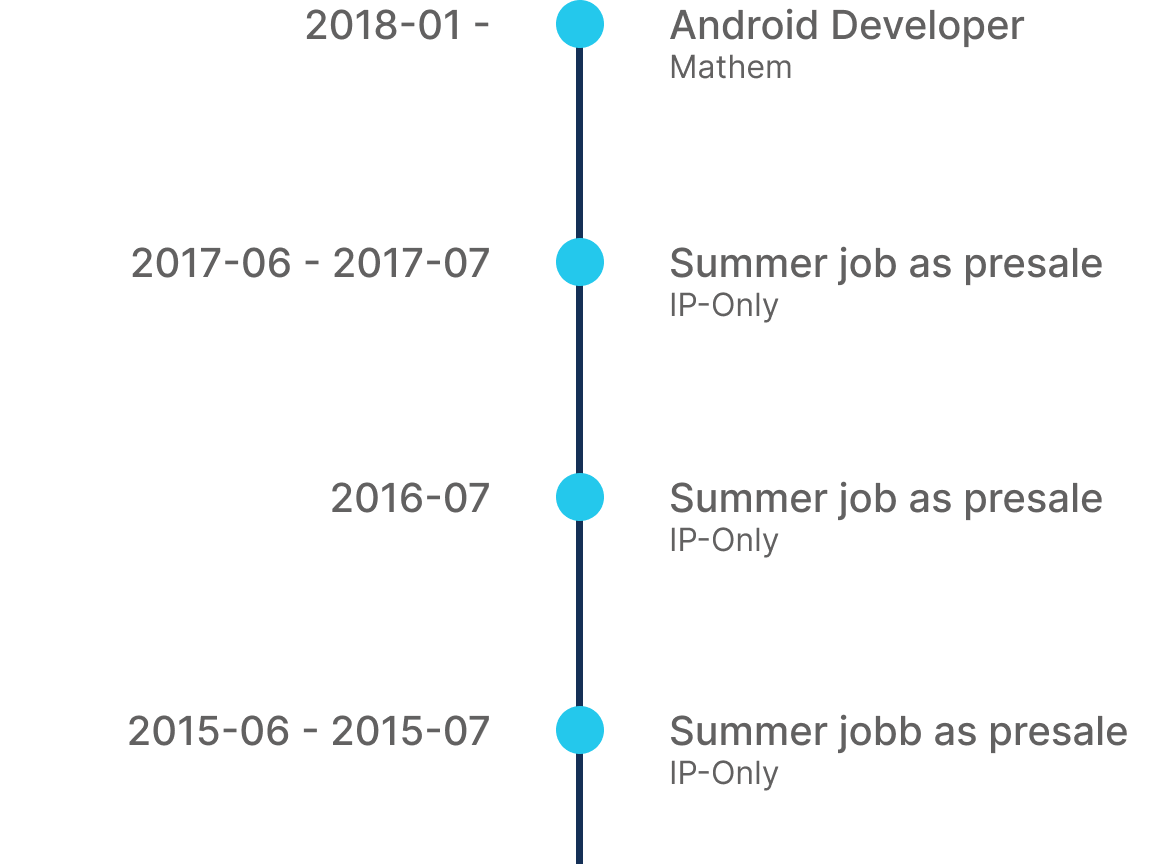 2018-01 -
Android Developer
Mathem
2017-06 - 2017-07
Summer job as presale
IP-Only
2016-07
Summer job as presale
IP-Only
2015-06 - 2015-07
Summer jobb as presale
IP-Only